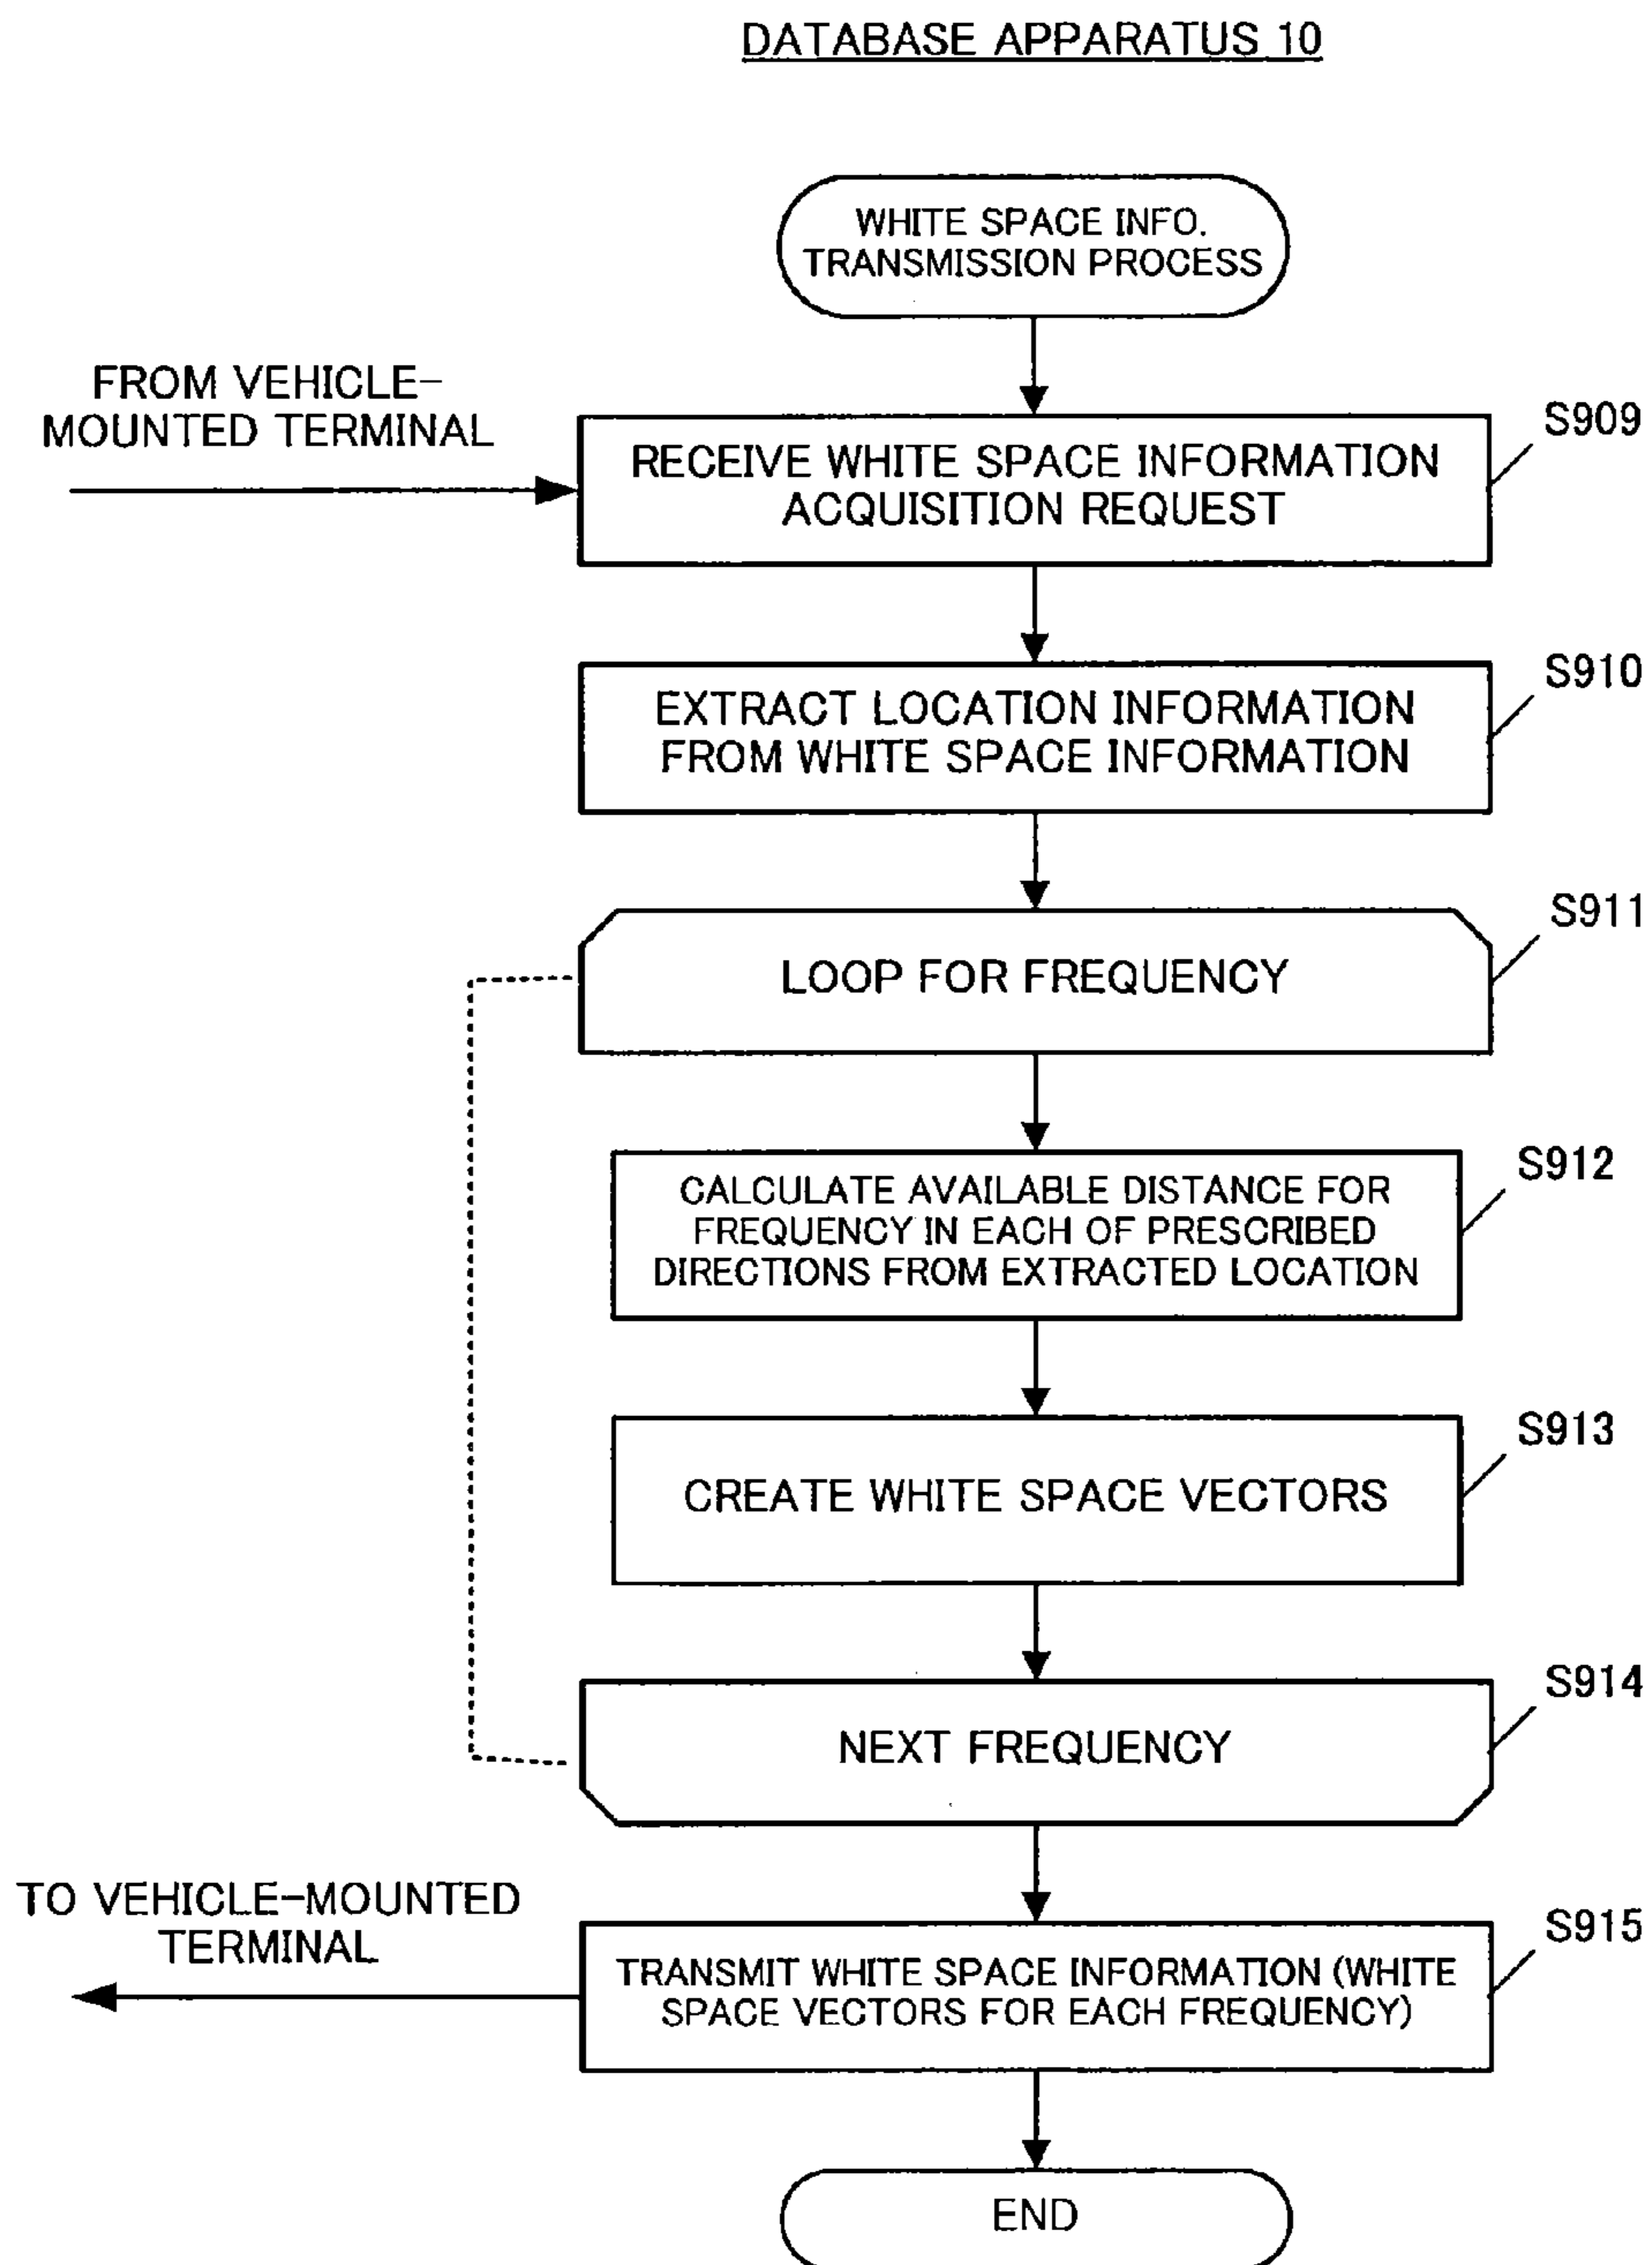 DATABASE APPARATUS 10
WHITE SPACE INFO.
TRANSMISSION PROCESS
FROM VEHICLE-
MOUNTED TERMINAL
S909
RECEIVE WHITE SPACE INFORMATION
ACQUISITION REQUEST
S910
EXTRACT LOCATION INFORMATION
FROM WHITE SPACE INFORMATION
S911
LOOP FOR FREQUENCY
S912
CALCULATE AVAILABLE DISTANCE FOR
FREQUENCY IN EACH OF PRESCRIBED
DIRECTIONS FROM EXTRACTED LOCATION
S913
CREATE WHITE SPACE VECTORS
S914
NEXT FREQUENCY
TO VEHICLE-MOUNTED
TERMINAL
S915
TRANSMIT WHITE SPACE INFORMATION (WHITE
SPACE VECTORS FOR EACH FREQUENCY)
END